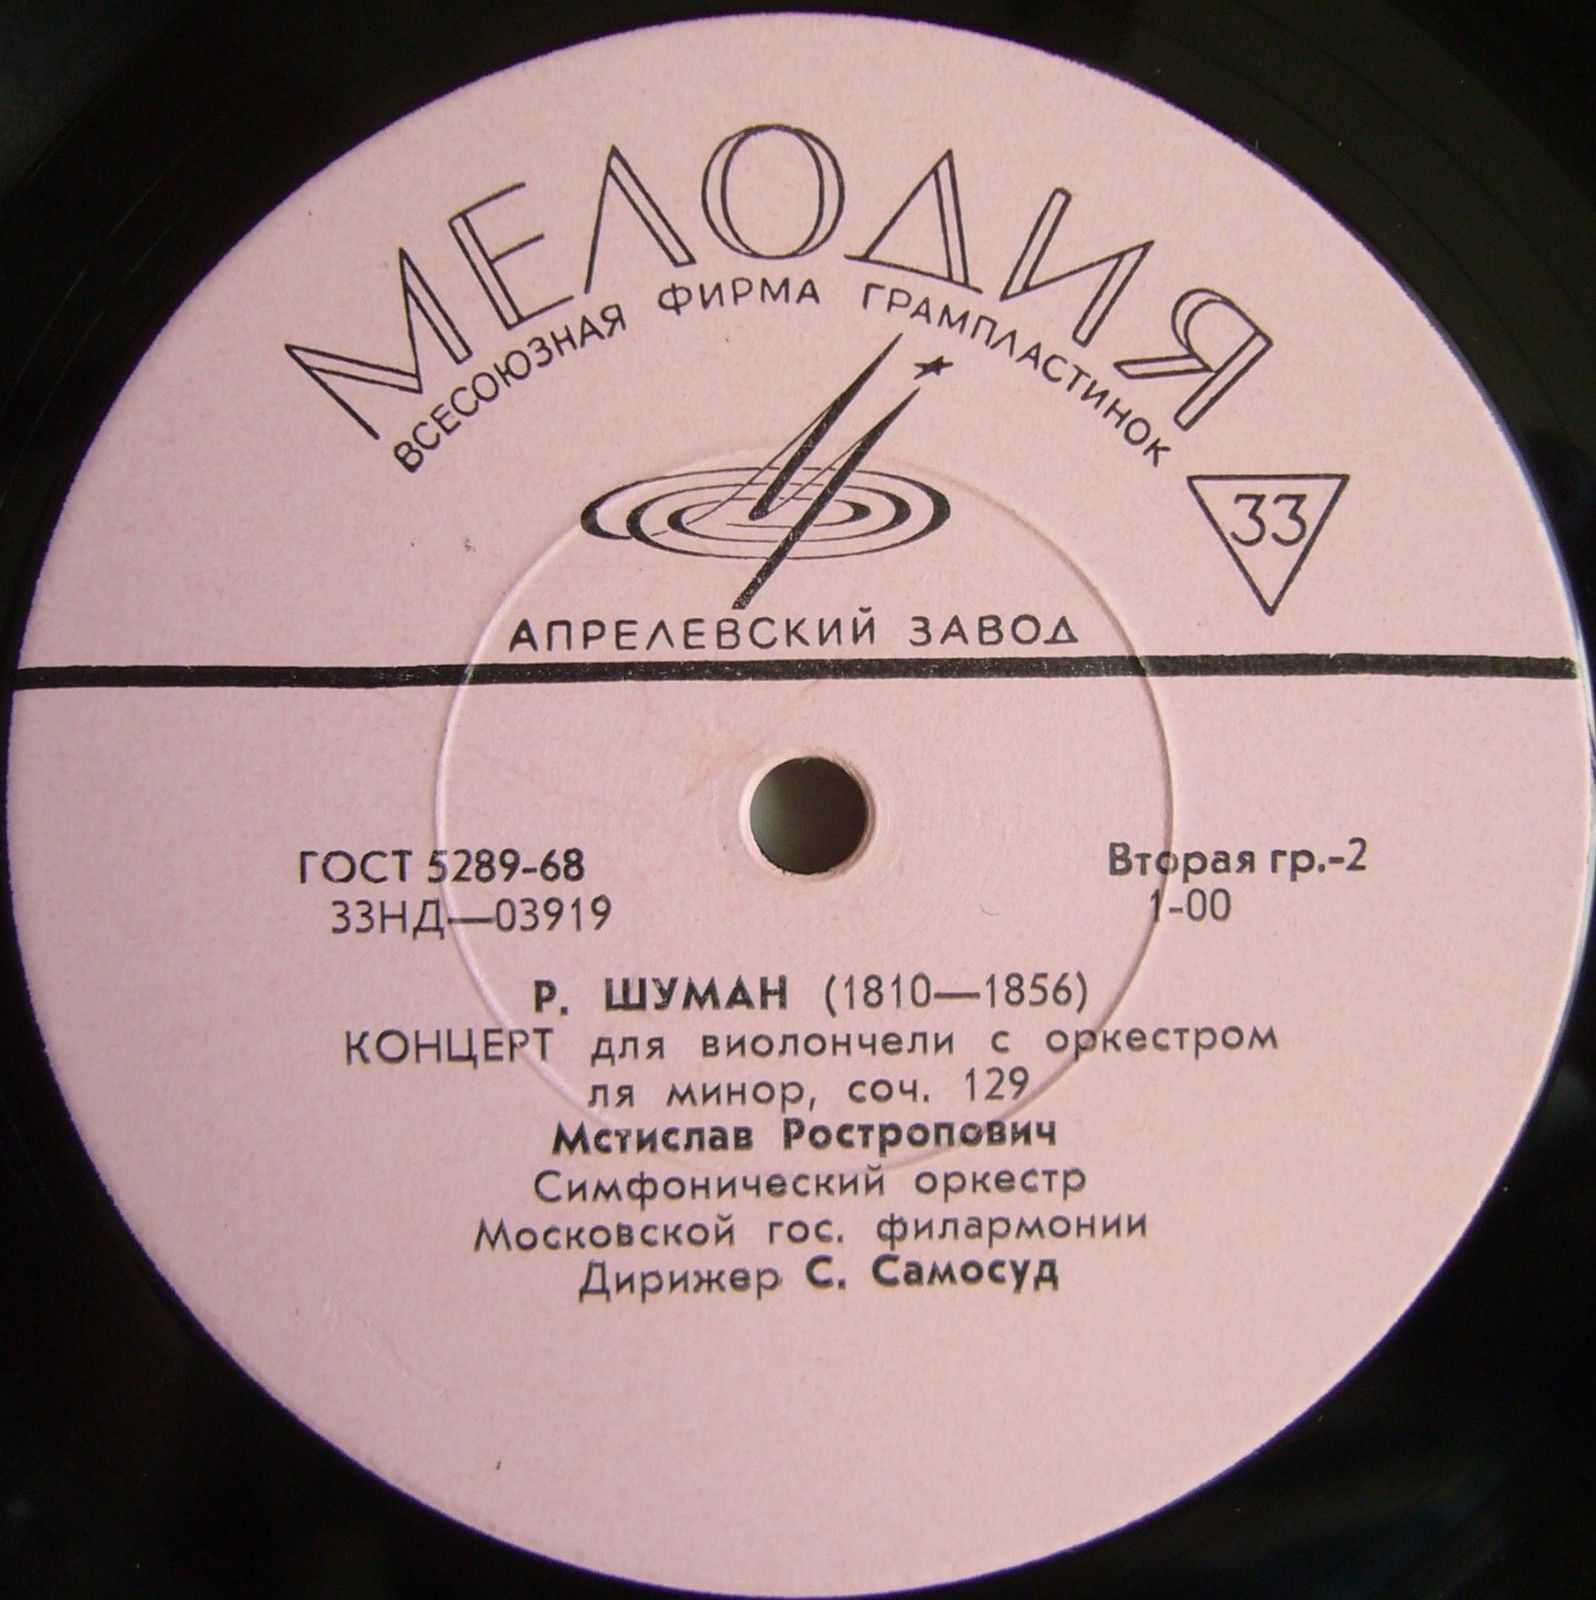 МЕЛОДИЯ
ВСЕСОЮЗНАЯ ФИРМА ГРАМПЛАСТИНОК
33
АПРЕЛЕВСКИЙ ЗАВОД
ГОСТ 5289-68
Вторая гр.-2
33НД—03919
1-00
Р. ШУМАН (1810—1856)
КОНЦЕРТ для виолончели с оркестром
ля минор, соч. 129
Мстислав Ростропович
Симфонический оркестр
Московской гос. филармонии
Дирижер С. Самосуд